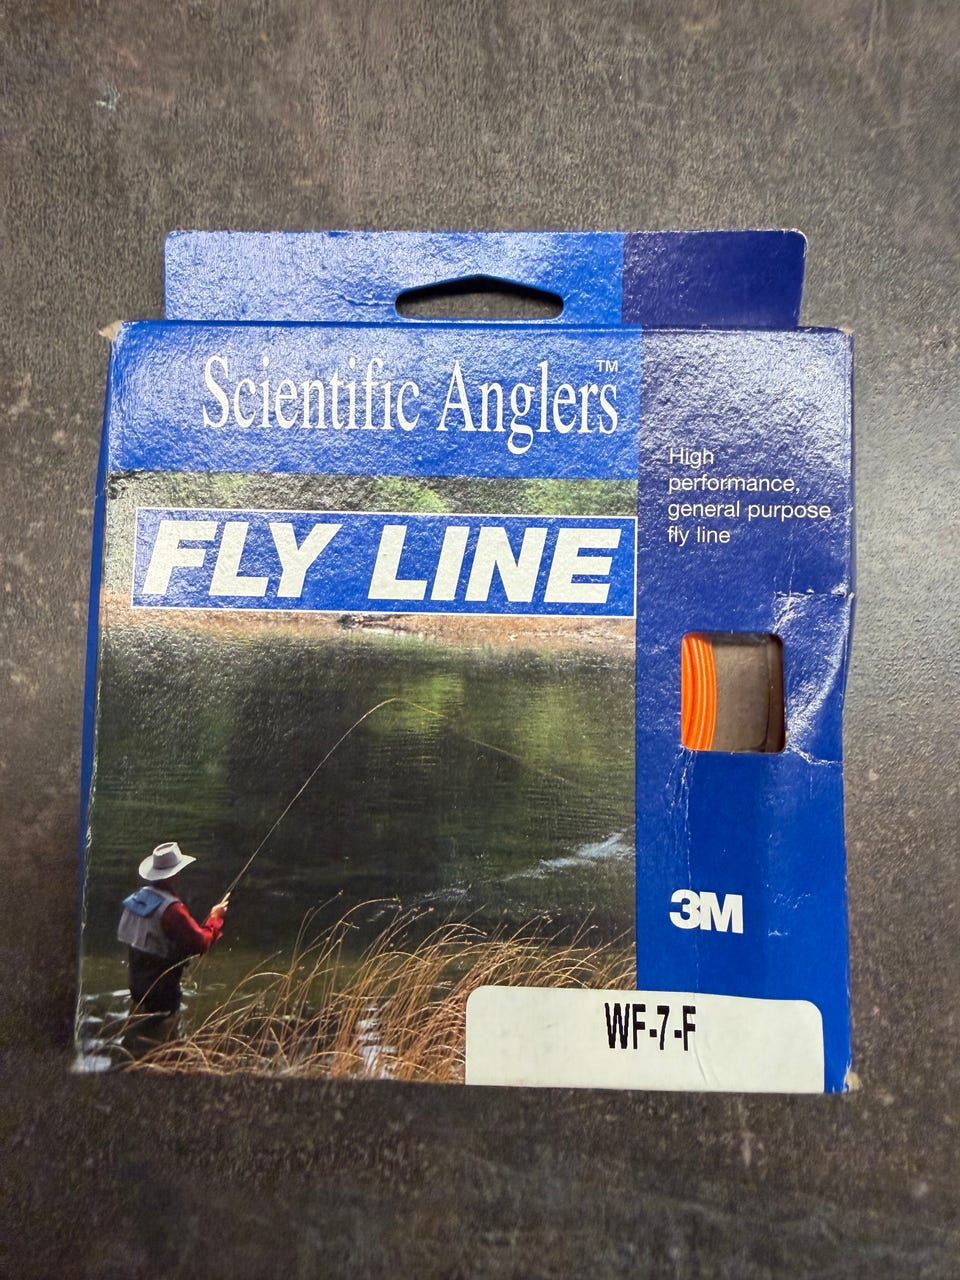 Scientific Anglers™
FLY LINE
High
performance,
general purpose
fly line
3M
WF-7-F